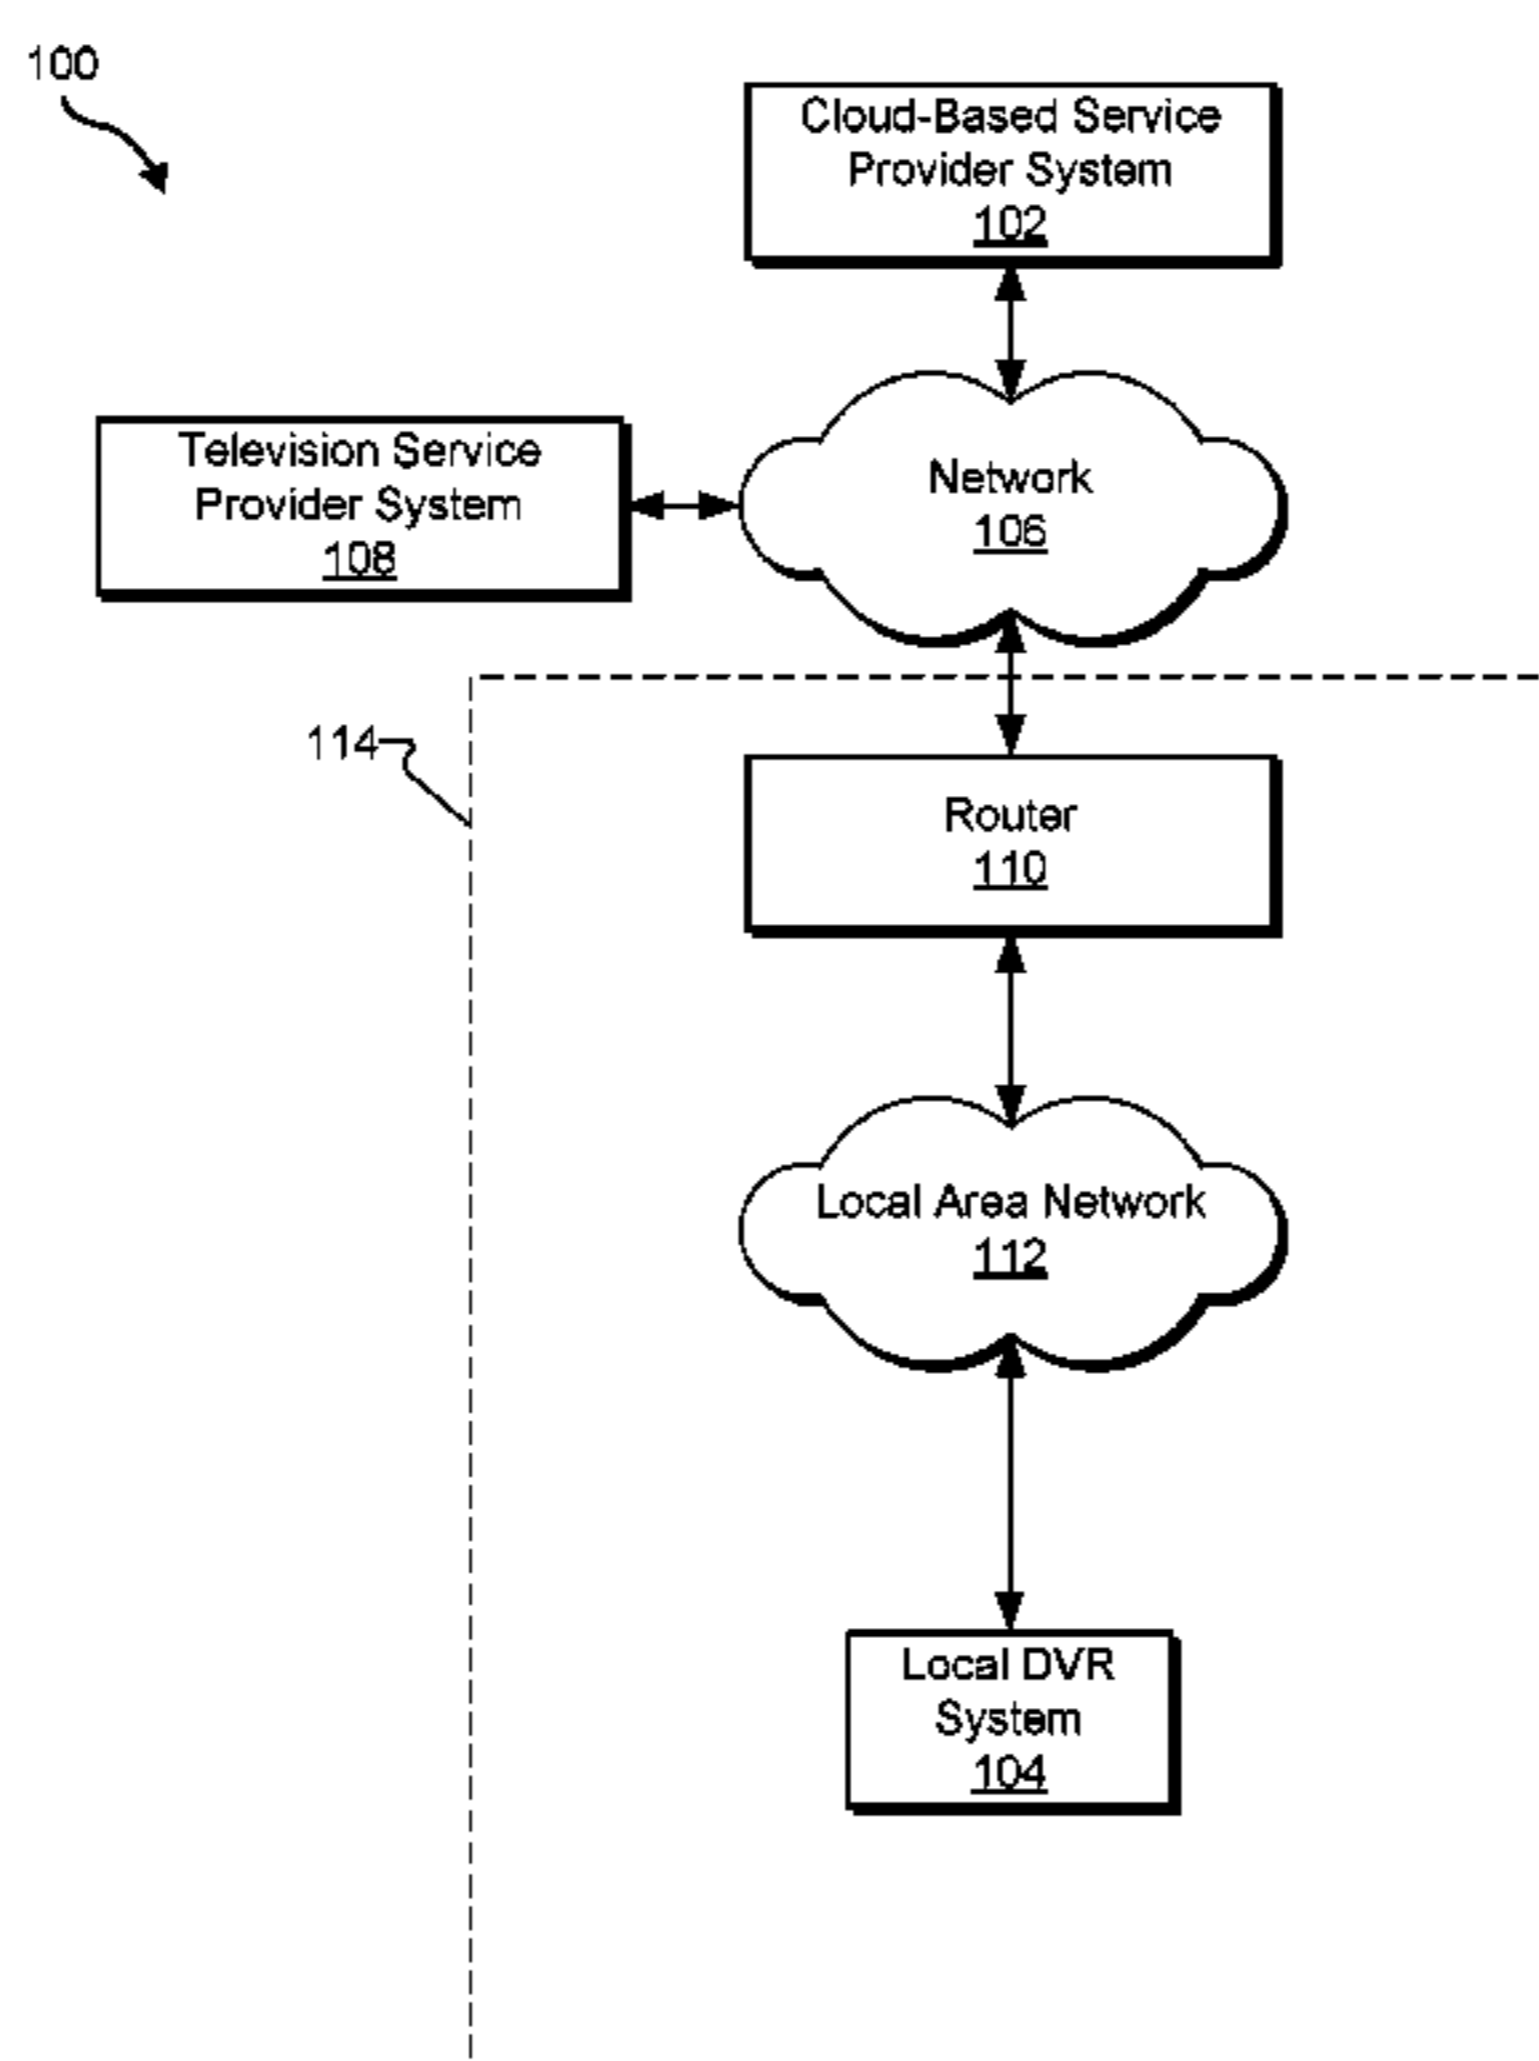 100
Cloud-Based Service
Provider System
102
Television Service
Provider System
108
Network
106
114
Router
110
Local Area Network
112
Local DVR
System
104